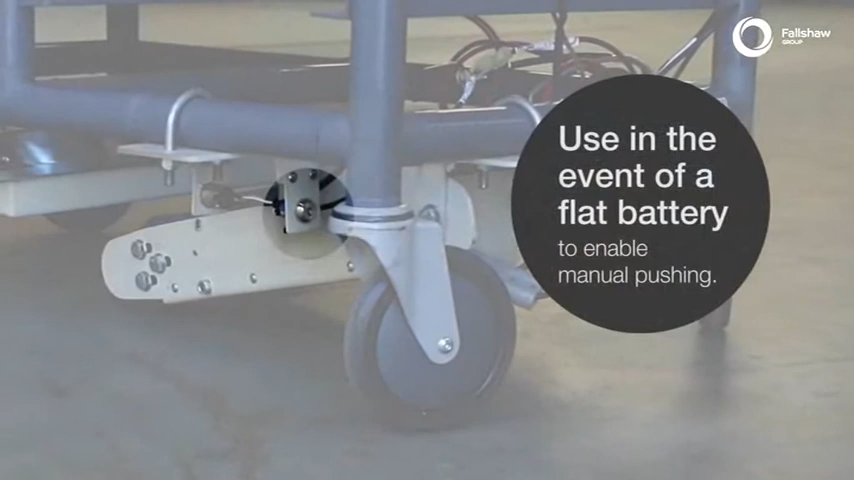 Fallshaw
GROUP
Use in the
event of a
flat battery
to enable
manual pushing.